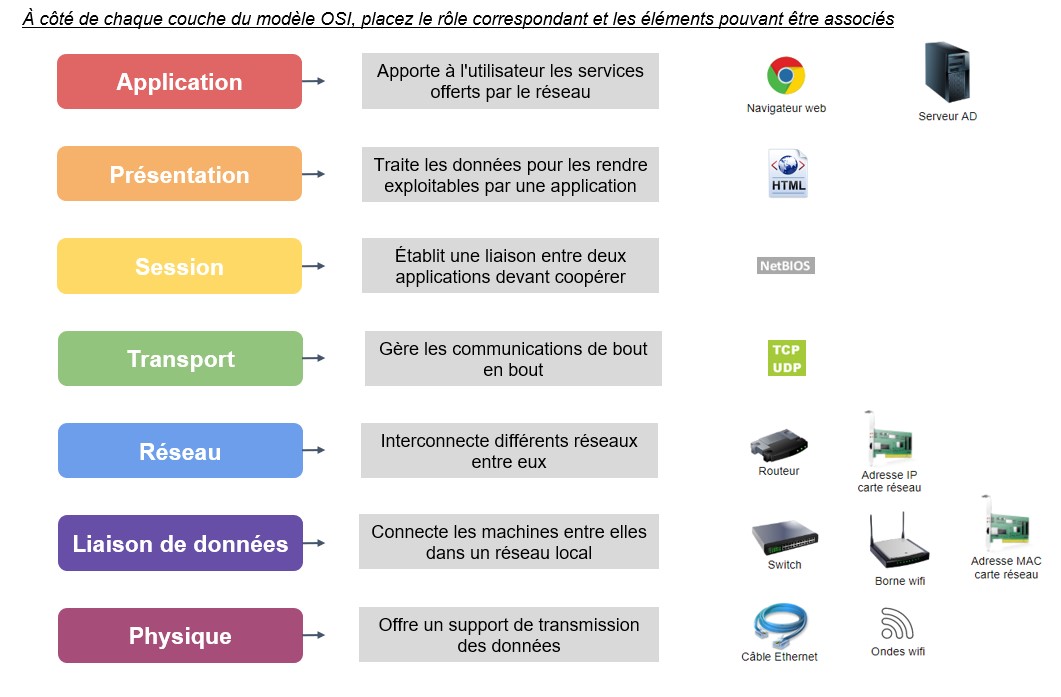 À côté de chaque couche du modèle OSI, placez le rôle correspondant et les éléments pouvant être associés
Application
Apporte à l'utilisateur les services
offerts par le réseau
Navigateur web
Serveur AD
Présentation
Traite les données pour les rendre
exploitables par une application
HTML
Session
Établit une liaison entre deux
applications devant coopérer
NetBIOS
Transport
Gère les communications de bout
en bout
TCP
UDP
Réseau
Interconnecte différents réseaux
entre eux
Routeur
Adresse IP
carte réseau
Liaison de données
Connecte les machines entre elles
dans un réseau local
Switch
Borne wifi
Adresse MAC
carte réseau
Physique
Offre un support de transmission
des données
Câble Ethernet
Ondes wifi